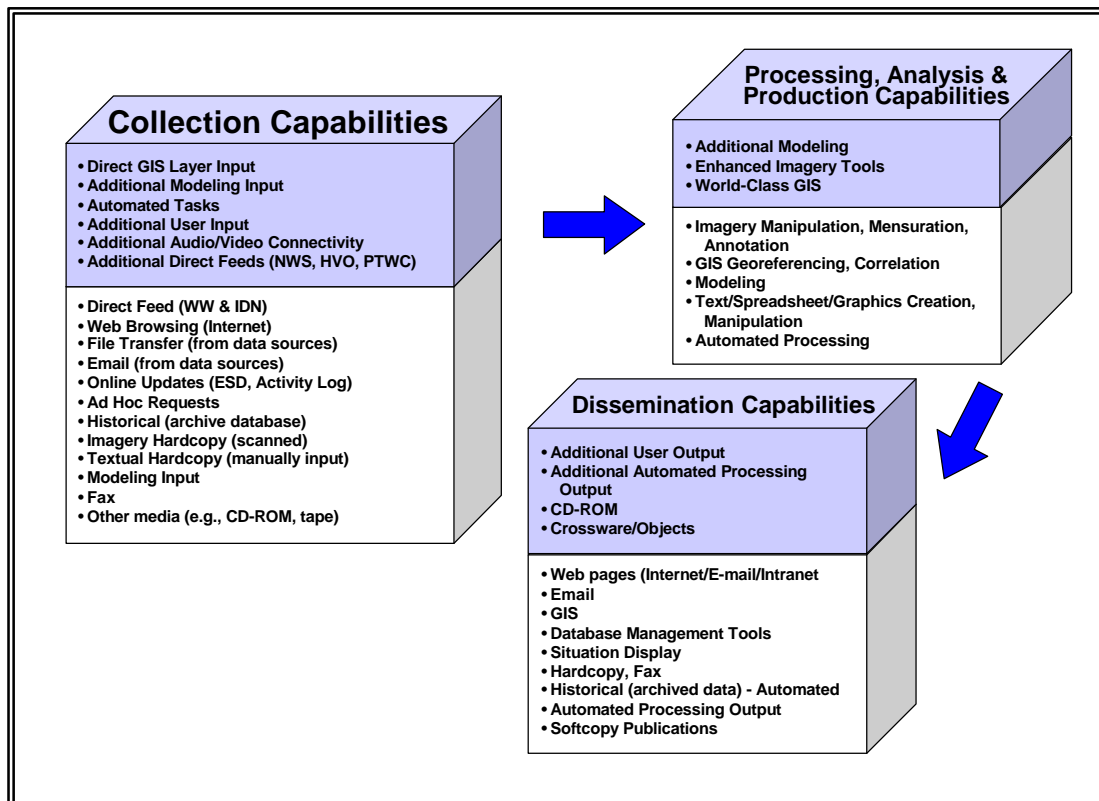 Collection Capabilities
• Direct GIS Layer Input
• Additional Modeling Input
• Automated Tasks
• Additional User Input
• Additional Audio/Video Connectivity
• Additional Direct Feeds (NWS, HVO, PTWC)
• Direct Feed (WW & IDN)
• Web Browsing (Internet)
• File Transfer (from data sources)
• Email (from data sources)
• Online Updates (ESD, Activity Log)
• Ad Hoc Requests
• Historical (archive database)
• Imagery Hardcopy (scanned)
• Textual Hardcopy (manually input)
• Modeling Input
• Fax
• Other media (e.g., CD-ROM, tape)
Processing, Analysis &
Production Capabilities
• Additional Modeling
• Enhanced Imagery Tools
• World-Class GIS
• Imagery Manipulation, Mensuration,
Annotation
• GIS Georeferencing, Correlation
• Modeling
• Text/Spreadsheet/Graphics Creation,
Manipulation
• Automated Processing
Dissemination Capabilities
• Additional User Output
• Additional Automated Processing
Output
• CD-ROM
• Crossware/Objects
• Web pages (Internet/E-mail/Intranet
• Email
• GIS
• Database Management Tools
• Situation Display
• Hardcopy, Fax
• Historical (archived data) - Automated
• Automated Processing Output
• Softcopy Publications